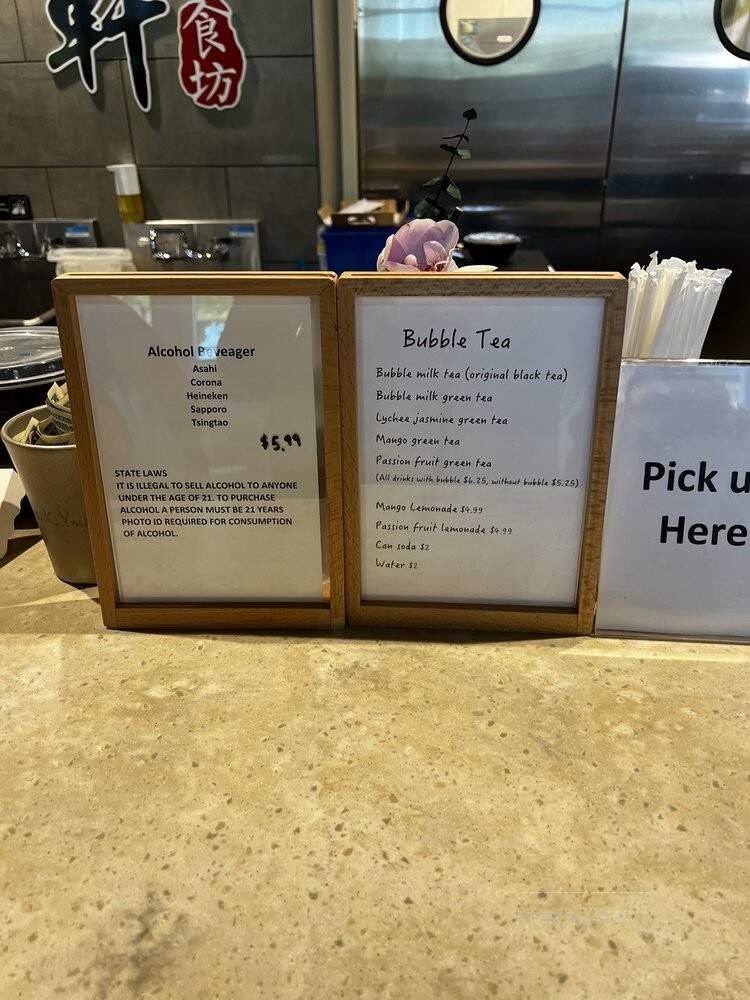 軒
食
坊
Alcohol Beveager
Asahi
Corona
Heineken
Sapporo
Tsingtao
$5.99
STATE LAWS
IT IS ILLEGAL TO SELL ALCOHOL TO ANYONE
UNDER THE AGE OF 21. TO PURCHASE
ALCOHOL A PERSON MUST BE 21 YEARS
PHOTO ID REQUIRED FOR CONSUMPTION
OF ALCOHOL.
Bubble Tea
Bubble milk tea (original black tea)
Bubble milk green tea
Lychee jasmine green tea
Mango green tea
Passion fruit green tea
(All drinks with bubble $6.25, without bubble $5.25)
Mango Lemonade $4.99
Passion fruit lemonade $4.99
Can soda $2
Water $2
Pick u
Here